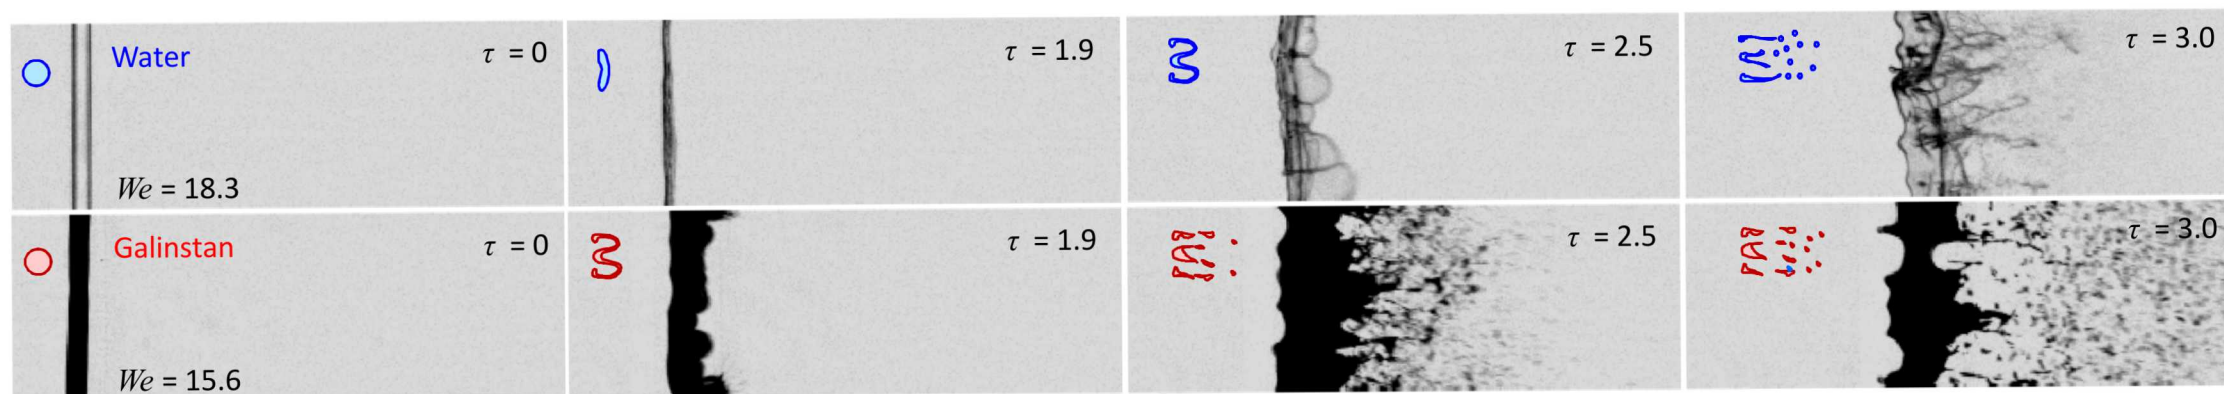 Water
τ = 0
We = 18.3
τ = 1.9
τ = 2.5
τ = 3.0
Galinstan
τ = 0
We = 15.6
τ = 1.9
τ = 2.5
τ = 3.0